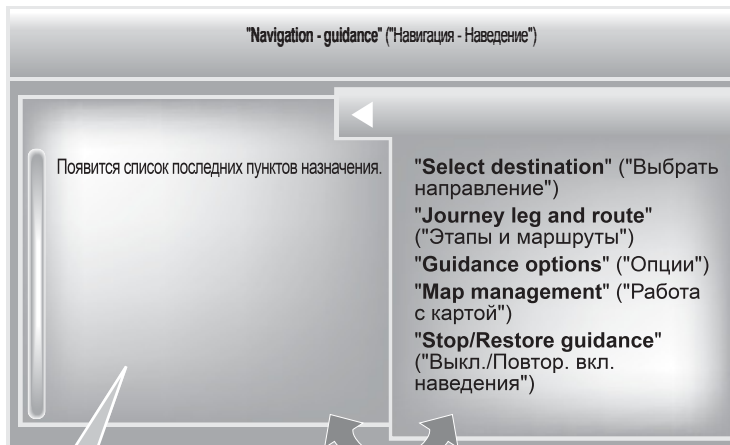 "Navigation - guidance" ("Навигация - Наведение")
Появится список последних пунктов назначения.
"Select destination" ("Выбрать
направление")
"Journey leg and route"
("Этапы и маршруты")
"Guidance options" ("Опции")
"Map management" ("Работа
с картой")
"Stop/Restore guidance"
("Выкл./Повтор. вкл.
наведения")